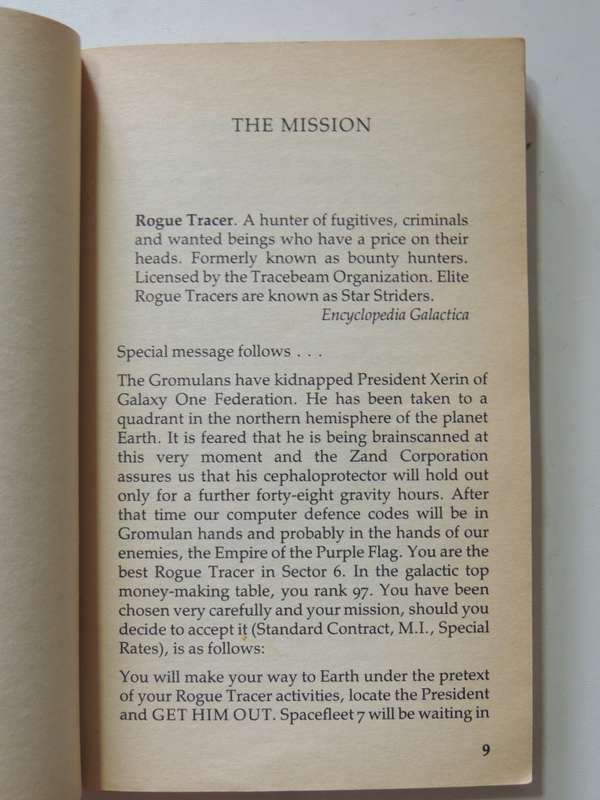 THE MISSION
Rogue Tracer. A hunter of fugitives, criminals
and wanted beings who have a price on their
heads. Formerly known as bounty hunters.
Licensed by the Tracebeam Organization. Elite
Rogue Tracers are known as Star Striders.
Encyclopedia Galactica
Special message follows . . .
The Gromulans have kidnapped President Xerin of
Galaxy One Federation. He has been taken to a
quadrant in the northern hemisphere of the planet
Earth. It is feared that he is being brainscanned at
this very moment and the Zand Corporation
assures us that his cephaloprotector will hold out
only for a further forty-eight gravity hours. After
that time our computer defence codes will be in
Gromulan hands and probably in the hands of our
enemies, the Empire of the Purple Flag. You are the
best Rogue Tracer in Sector 6. In the galactic top
money-making table, you rank 97. You have been
chosen very carefully and your mission, should you
decide to accept it (Standard Contract, M.I., Special
Rates), is as follows:
You will make your way to Earth under the pretext
of your Rogue Tracer activities, locate the President
and GET HIM OUT. Spacefleet 7 will be waiting in
9